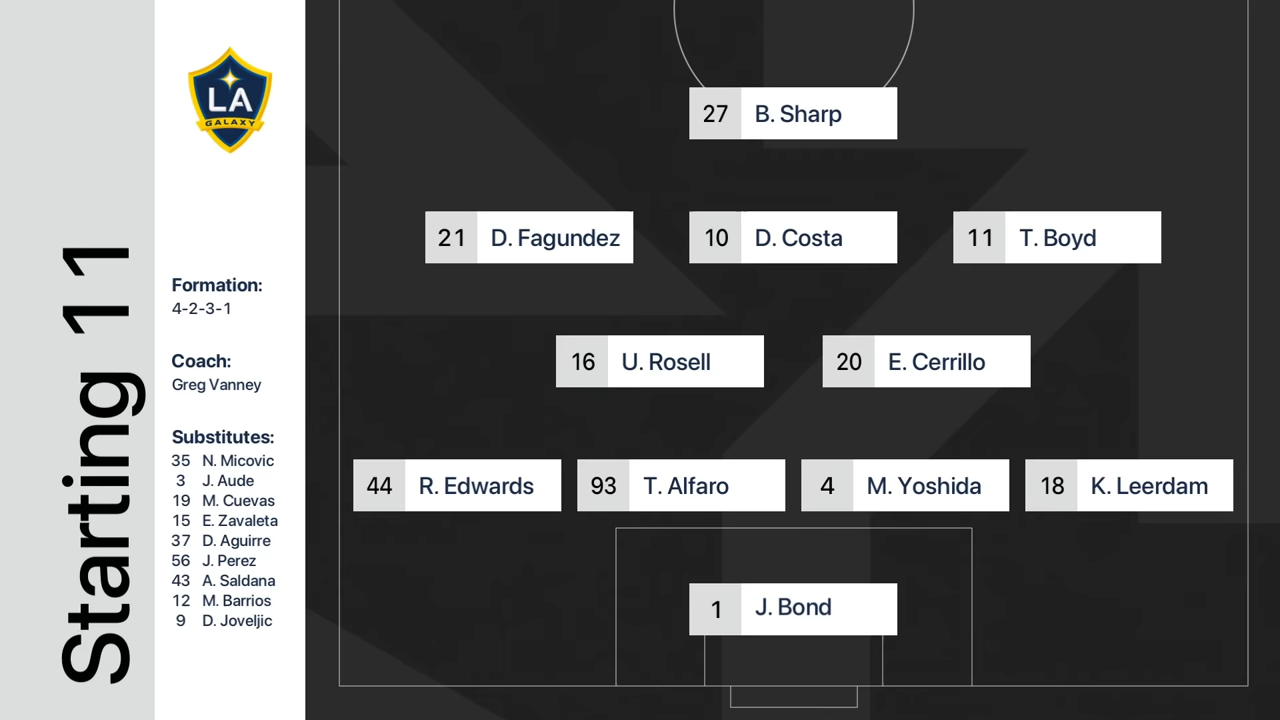 Starting 11
LA
GALAXY
Formation:
4-2-3-1
Coach:
Greg Vanney
Substitutes:
35 N. Micovic
3 J. Aude
19 M. Cuevas
15 E. Zavaleta
37 D. Aguirre
56 J. Perez
43 A. Saldana
12 M. Barrios
9 D. Joveljic
27 B. Sharp
21 D. Fagundez
10 D. Costa
11 T. Boyd
16 U. Rosell
20 E. Cerrillo
44 R. Edwards
93 T. Alfaro
4 M. Yoshida
18 K. Leerdam
1 J. Bond